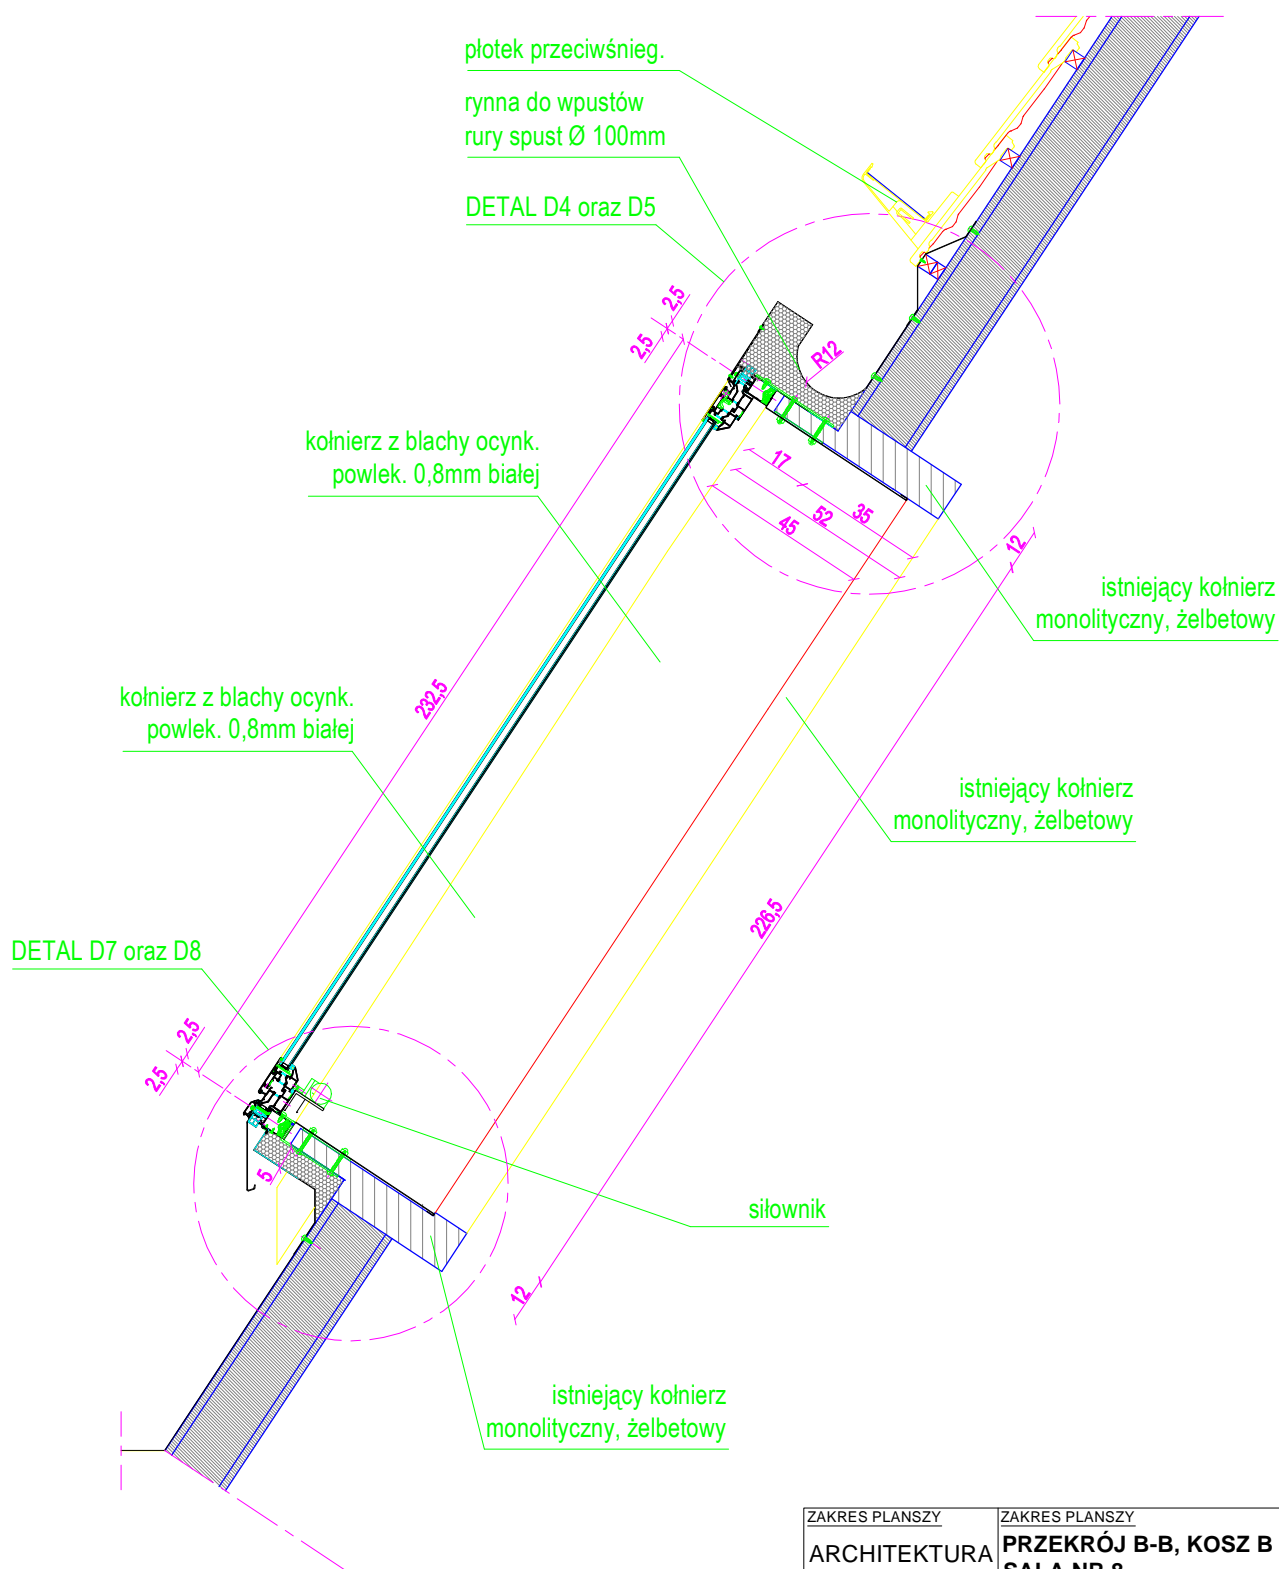 płotek przeciwśnieg.
rynna do wpustów
rury spust Ø 100mm
DETAL D4 oraz D5
2,5
2,5
R12
kołnierz z blachy ocynk.
powlek. 0,8mm białej
17
35
52
45
12
istniejący kołnierz
monolityczny, żelbetowy
232,5
kołnierz z blachy ocynk.
powlek. 0,8mm białej
istniejący kołnierz
monolityczny, żelbetowy
226,5
DETAL D7 oraz D8
2,5
2,5
5
siłownik
12
istniejący kołnierz
monolityczny, żelbetowy
ZAKRES PLANSZY
ARCHITEKTURA
ZAKRES PLANSZY
PRZEKRÓJ B-B, KOSZ B
SALA NR 8